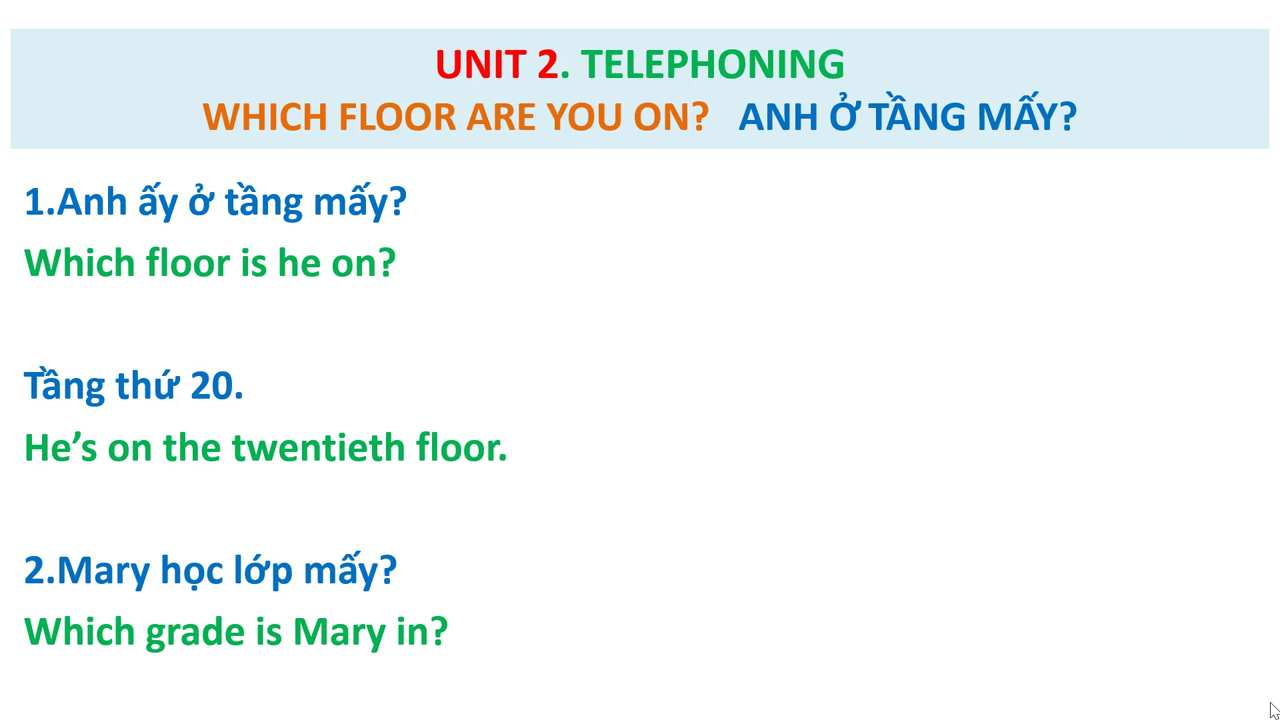 UNIT 2. TELEPHONING
WHICH FLOOR ARE YOU ON? ANH Ở TẦNG MẤY?
1.Anh ấy ở tầng mấy?
Which floor is he on?
Tầng thứ 20.
He’s on the twentieth floor.
2.Mary học lớp mấy?
Which grade is Mary in?